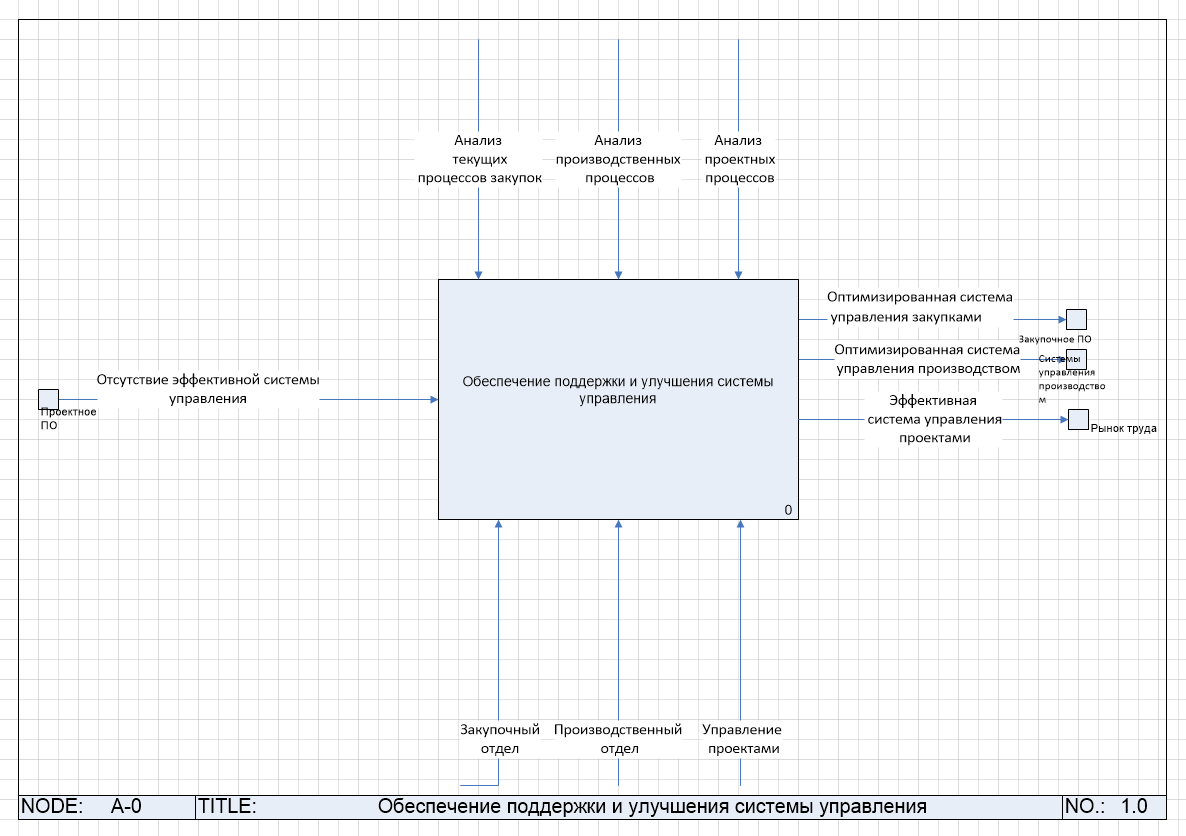 Анализ
текущих
процессов закупок
Анализ
производственных
процессов
Анализ
проектных
процессов
Оптимизированная система
управления закупками
Закупочное ПО
Оптимизированная система
управления производством
Системы
управления
производство
м
Отсутствие эффективной системы
управления
Проектное
ПО
Обеспечение поддержки и улучшения системы
управления
0
Эффективная
система управления
проектами
Рынок труда
Закупочный
отдел
Производственный
отдел
Управление
проектами
NODE: A-0 TITLE: Обеспечение поддержки и улучшения системы управления NO.: 1.0